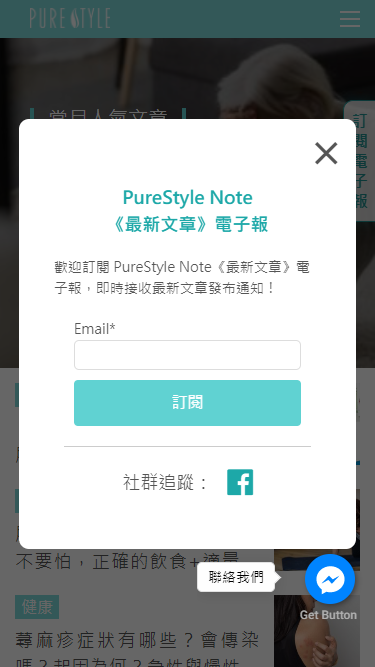 PURE STYLE
當月人氣文章
訂閱電子報
PureStyle Note
《最新文章》電子報
歡迎訂閱 PureStyle Note《最新文章》電
子報，即時接收最新文章發布通知！
Email*
訂閱
社群追蹤：
不要怕，正確的飲食+適量
聯絡我們
Get Button
健康
蕁麻疹症狀有哪些？會傳染
嗎？起因為何？急性與慢性